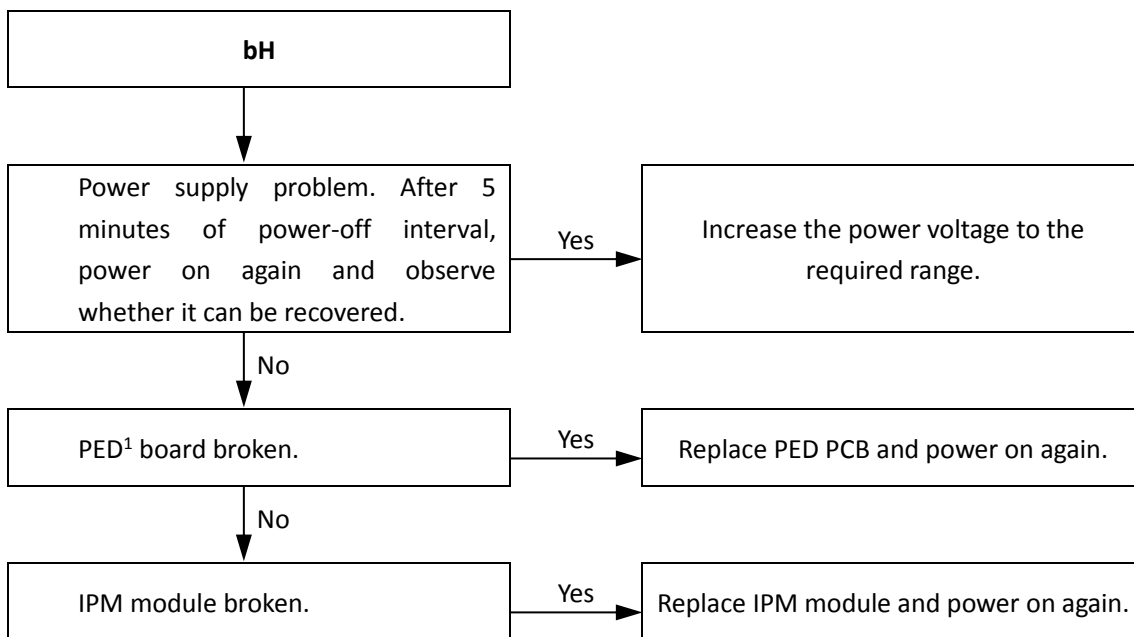 bH
Power supply problem. After 5
minutes of power-off interval,
power on again and observe
whether it can be recovered.
Yes
Increase the power voltage to the
required range.
No
PED¹ board broken.
Yes
Replace PED PCB and power on again.
No
IPM module broken.
Yes
Replace IPM module and power on again.